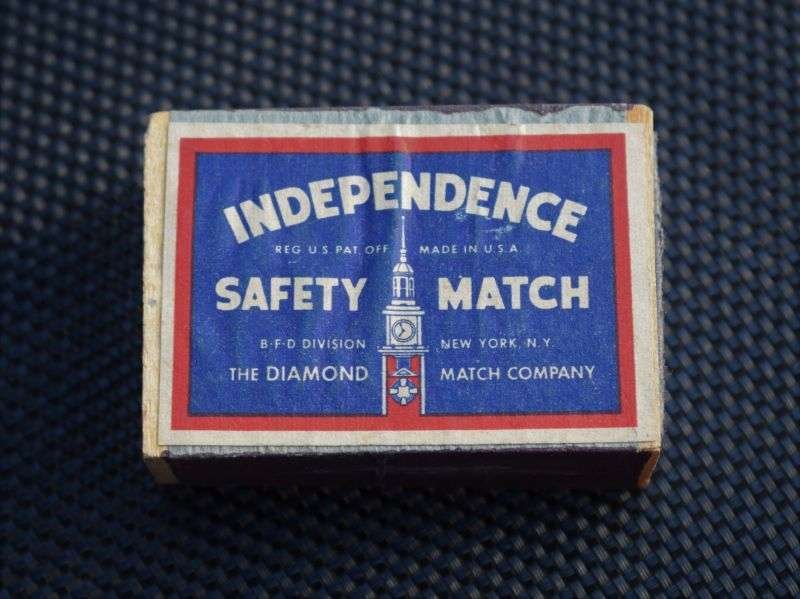 INDEPENDENCE
REG U.S. PAT. OFF. MADE IN U.S.A.
SAFETY MATCH
B·F·D DIVISION NEW YORK, N.Y.
THE DIAMOND MATCH COMPANY